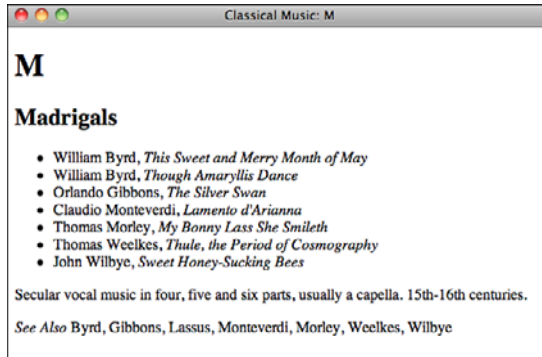 Classical Music: M
M
Madrigals
• William Byrd, This Sweet and Merry Month of May
• William Byrd, Though Amaryllis Dance
• Orlando Gibbons, The Silver Swan
• Claudio Monteverdi, Lamento d'Arianna
• Thomas Morley, My Bonny Lass She Smileth
• Thomas Weelkes, Thule, the Period of Cosmography
• John Wilbye, Sweet Honey-Sucking Bees
Secular vocal music in four, five and six parts, usually a capella. 15th-16th centuries.
See Also Byrd, Gibbons, Lassus, Monteverdi, Morley, Weelkes, Wilbye